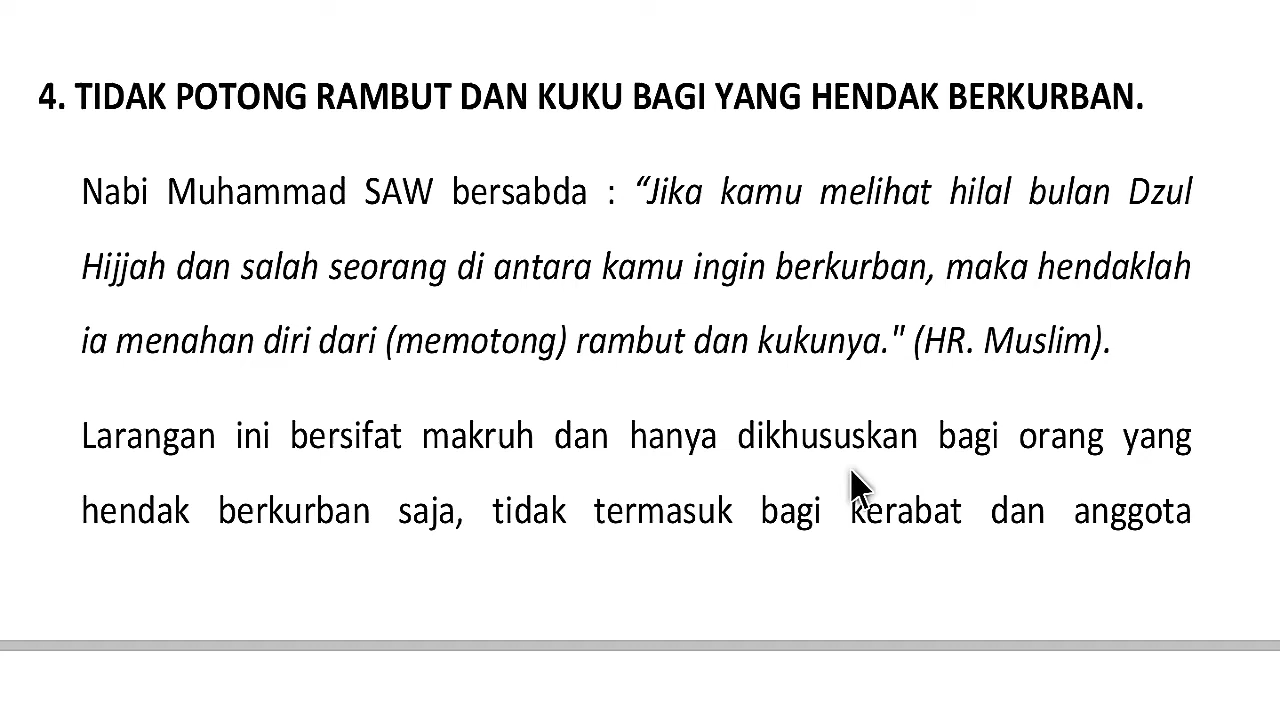 4. TIDAK POTONG RAMBUT DAN KUKU BAGI YANG HENDAK BERKURBAN.
Nabi Muhammad SAW bersabda : “Jika kamu melihat hilal bulan Dzul
Hijjah dan salah seorang di antara kamu ingin berkurban, maka hendaklah
ia menahan diri dari (memotong) rambut dan kukunya." (HR. Muslim).
Larangan ini bersifat makruh dan hanya dikhususkan bagi orang yang
hendak berkurban saja, tidak termasuk bagi kerabat dan anggota